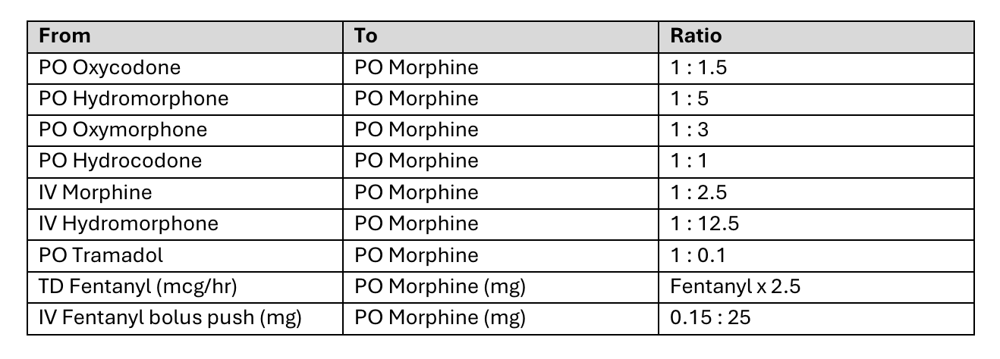 From To Ratio
PO Oxycodone PO Morphine 1 : 1.5
PO Hydromorphone PO Morphine 1 : 5
PO Oxymorphone PO Morphine 1 : 3
PO Hydrocodone PO Morphine 1 : 1
IV Morphine PO Morphine 1 : 2.5
IV Hydromorphone PO Morphine 1 : 12.5
PO Tramadol PO Morphine 1 : 0.1
TD Fentanyl (mcg/hr) PO Morphine (mg) Fentanyl x 2.5
IV Fentanyl bolus push (mg) PO Morphine (mg) 0.15 : 25